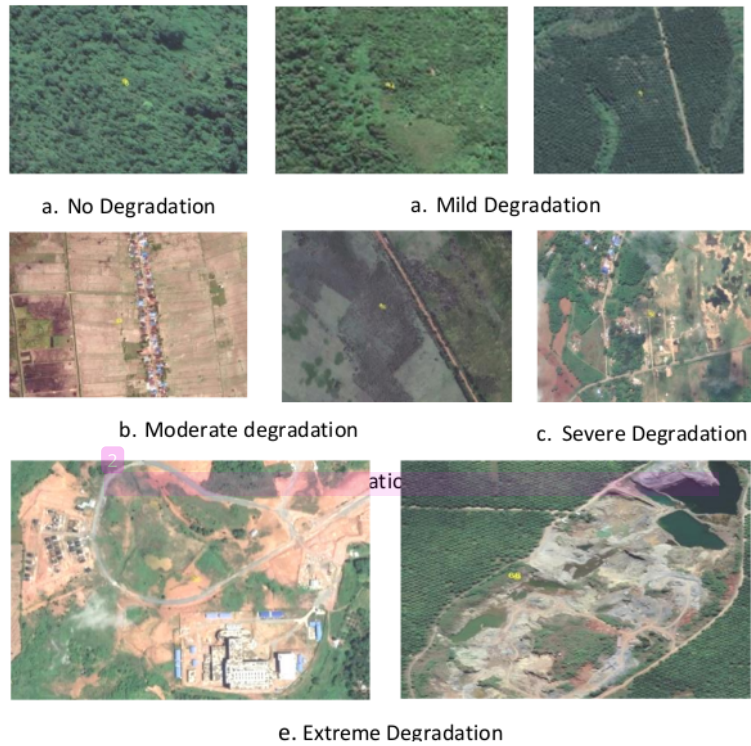 a. No Degradation
a. Mild Degradation
b. Moderate degradation
c. Severe Degradation
2
e. Extreme Degradation